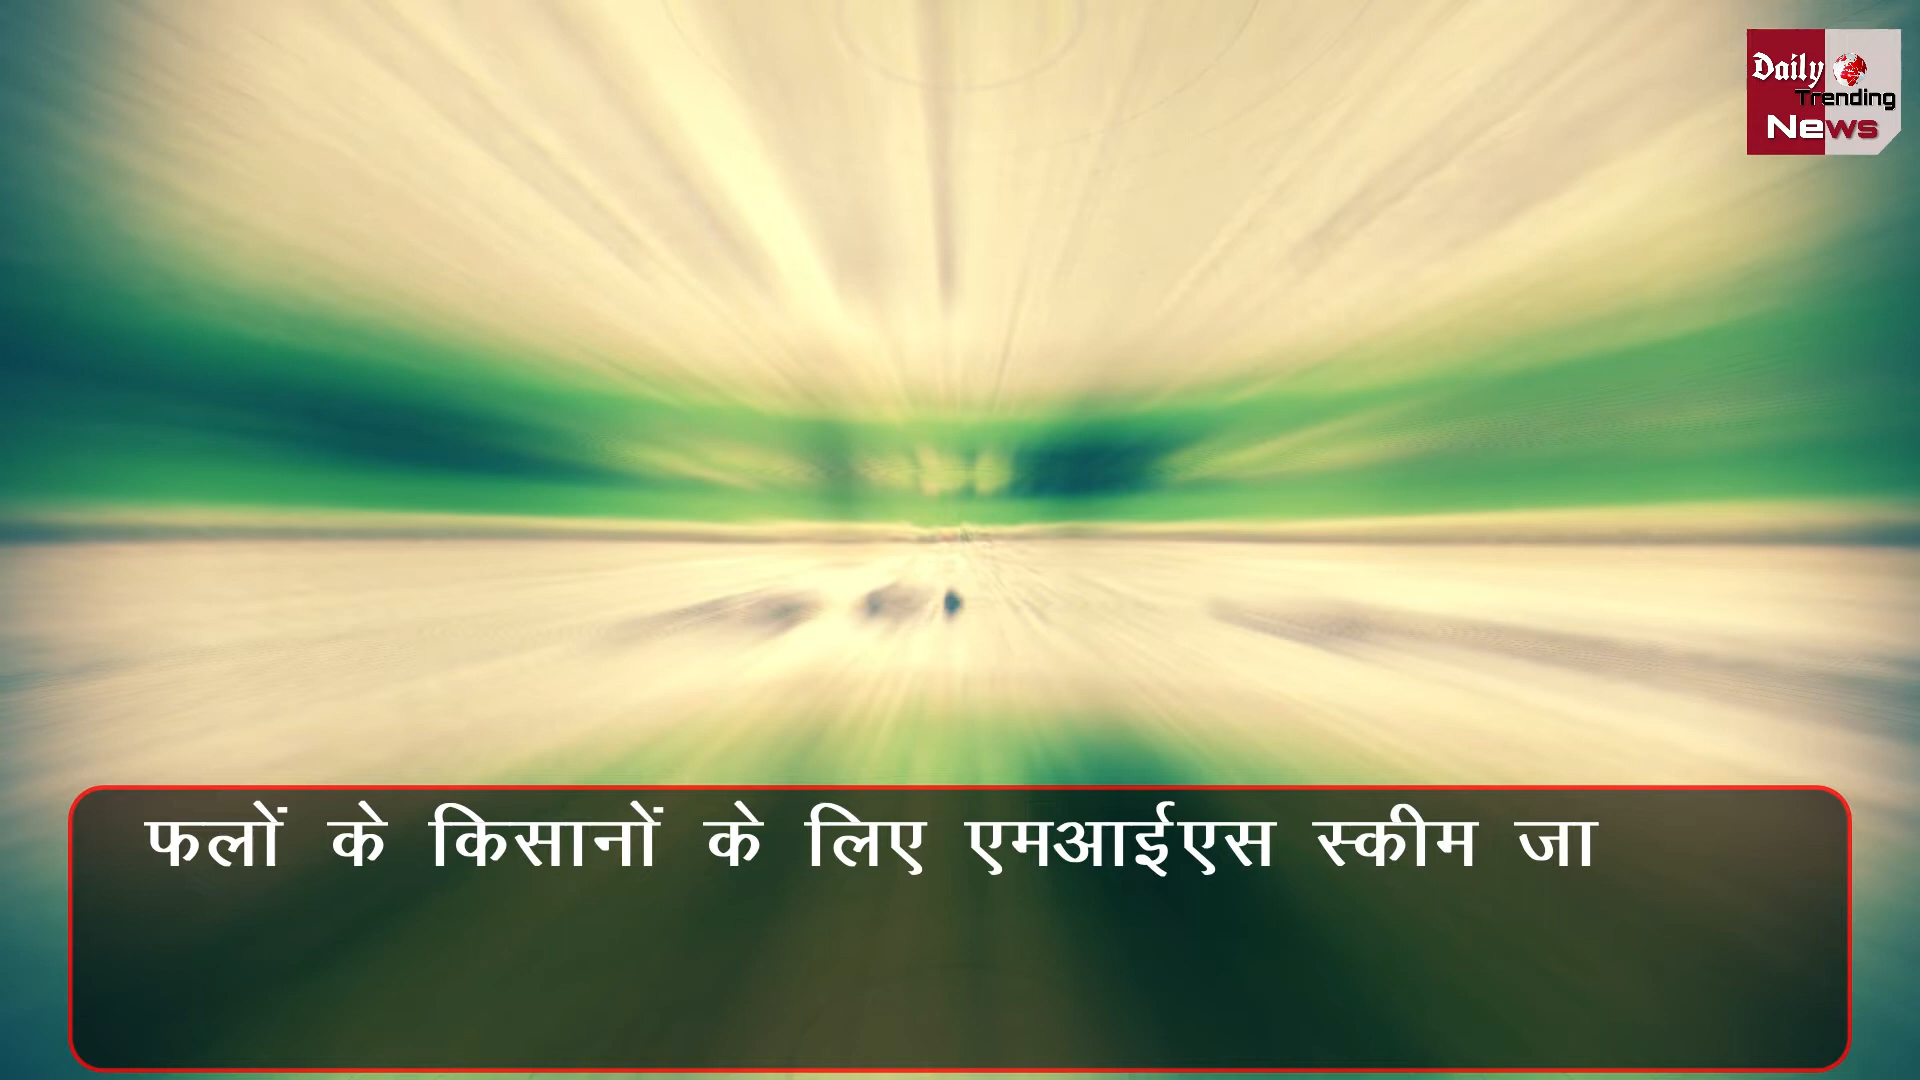 Daily
Trending
News
फलों के किसानों के लिए एमआईएस स्कीम जा